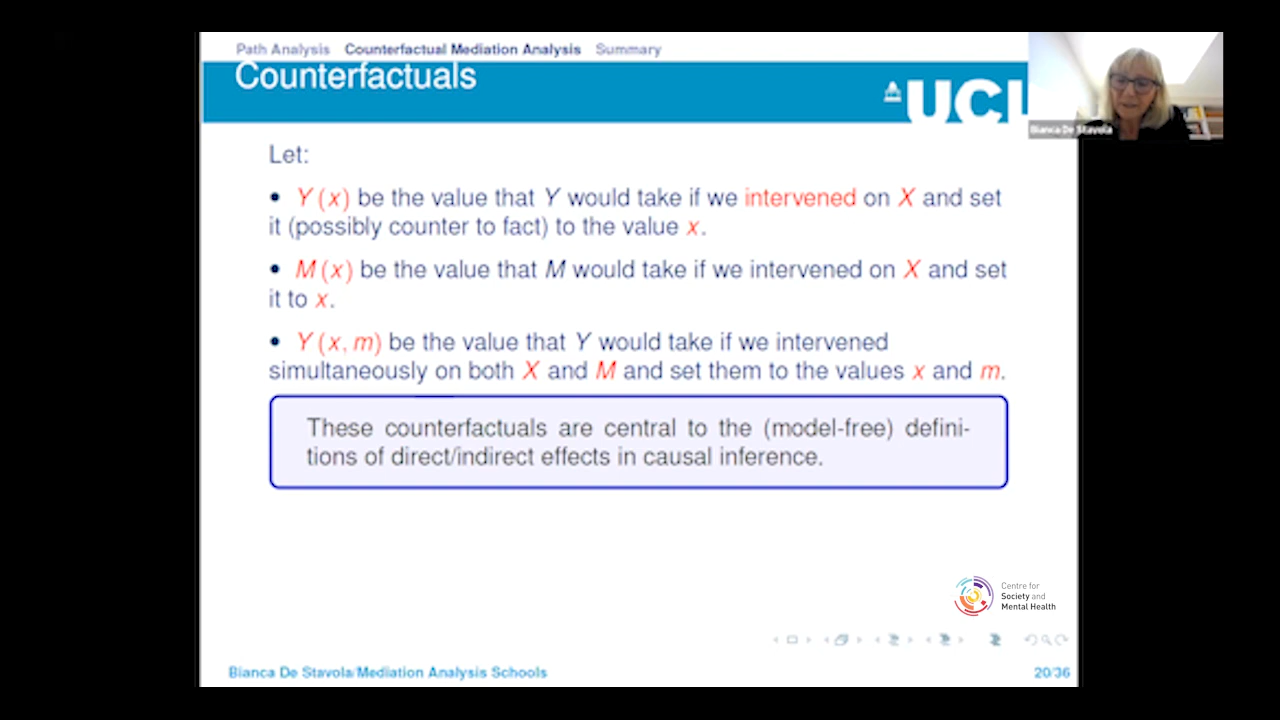 Path Analysis Counterfactual Mediation Analysis Summary
Counterfactuals
UCL
Bianca De Stavola
Let:
• Y(x) be the value that Y would take if we intervened on X and set
it (possibly counter to fact) to the value x.
• M(x) be the value that M would take if we intervened on X and set
it to x.
• Y(x, m) be the value that Y would take if we intervened
simultaneously on both X and M and set them to the values x and m.
These counterfactuals are central to the (model-free) defini-
tions of direct/indirect effects in causal inference.
Centre for
Society and
Mental Health
Bianca De Stavola/Mediation Analysis Schools
20/36